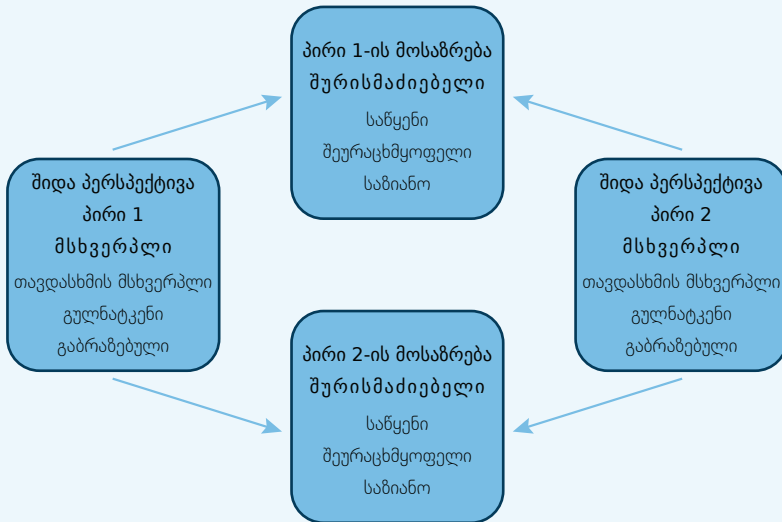 პირი 1-ის მოსაზრება
შურისმაძიებელი
საწყენი
შეურაცხმყოფელი
საზიანო
შიდა პერსპექტივა
პირი 1
მსხვერპლი
თავდასხმის მსხვერპლი
გულნატკენი
გაბრაზებული
შიდა პერსპექტივა
პირი 2
მსხვერპლი
თავდასხმის მსხვერპლი
გულნატკენი
გაბრაზებული
პირი 2-ის მოსაზრება
შურისმაძიებელი
საწყენი
შეურაცხმყოფელი
საზიანო